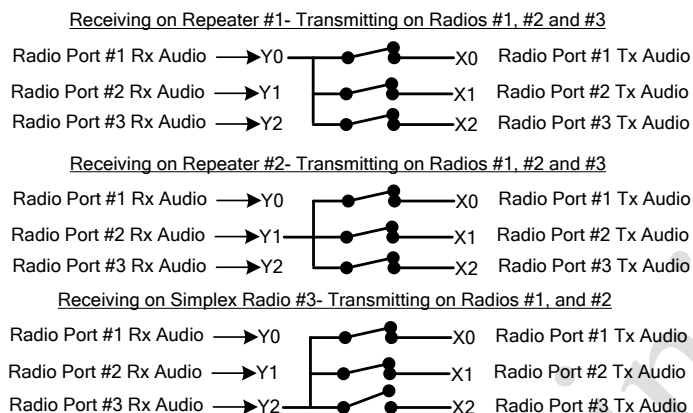 Receiving on Repeater #1- Transmitting on Radios #1, #2 and #3
Radio Port #1 Rx Audio Y0 X0 Radio Port #1 Tx Audio
Radio Port #2 Rx Audio Y1 X1 Radio Port #2 Tx Audio
Radio Port #3 Rx Audio Y2 X2 Radio Port #3 Tx Audio
Receiving on Repeater #2- Transmitting on Radios #1, #2 and #3
Radio Port #1 Rx Audio Y0 X0 Radio Port #1 Tx Audio
Radio Port #2 Rx Audio Y1 X1 Radio Port #2 Tx Audio
Radio Port #3 Rx Audio Y2 X2 Radio Port #3 Tx Audio
Receiving on Simplex Radio #3- Transmitting on Radios #1, and #2
Radio Port #1 Rx Audio Y0 X0 Radio Port #1 Tx Audio
Radio Port #2 Rx Audio Y1 X1 Radio Port #2 Tx Audio
Radio Port #3 Rx Audio Y2 X2 Radio Port #3 Tx Audio